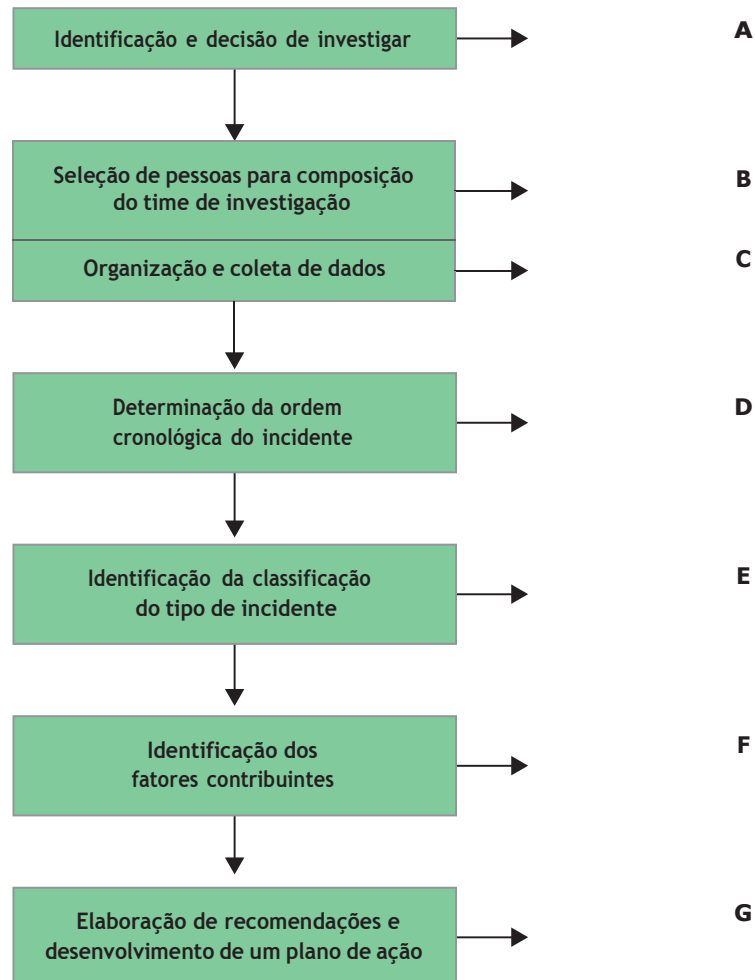 Identificação e decisão de investigar
A
Seleção de pessoas para composição
do time de investigação
B
Organização e coleta de dados
C
Determinação da ordem
cronológica do incidente
D
Identificação da classificação
do tipo de incidente
E
Identificação dos
fatores contribuintes
F
Elaboração de recomendações e
desenvolvimento de um plano de ação
G